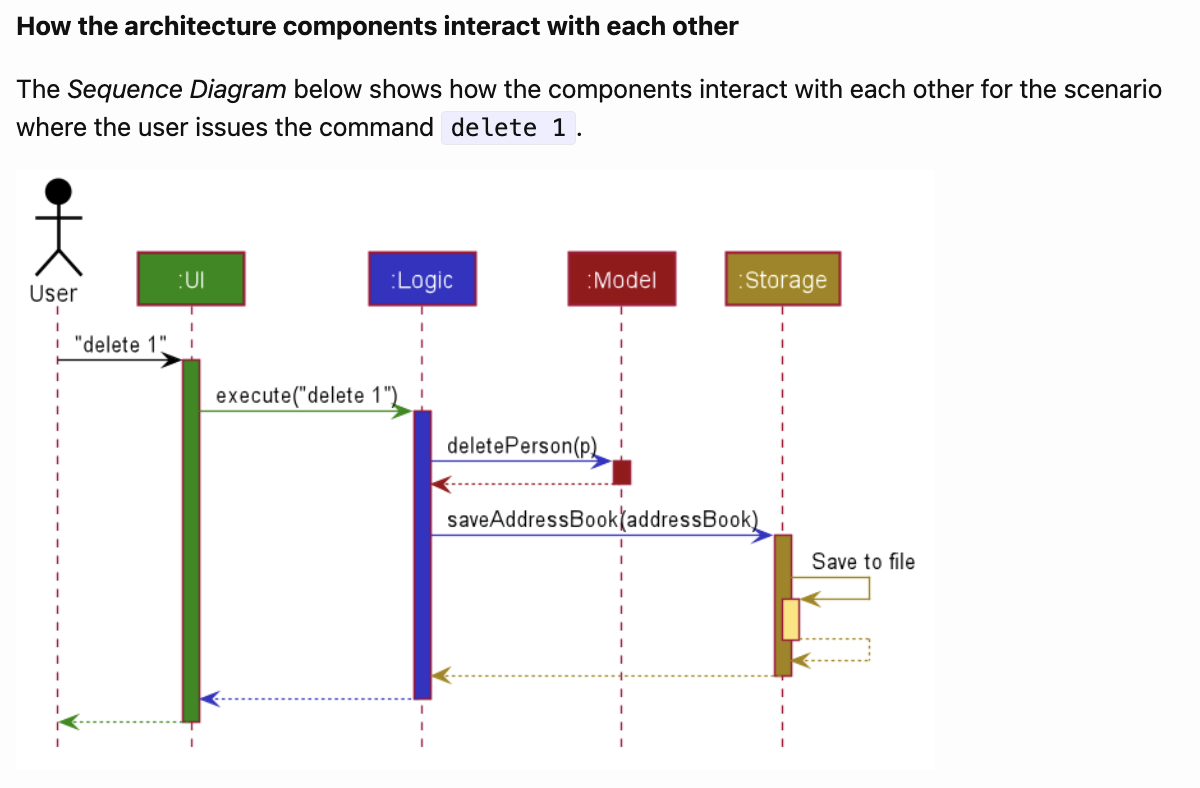 How the architecture components interact with each other
The Sequence Diagram below shows how the components interact with each other for the scenario
where the user issues the command delete 1 .
User
:UI
:Logic
:Model
:Storage
"delete 1"
execute("delete 1")
deletePerson(p)
saveAddressBook(addressBook)
Save to file